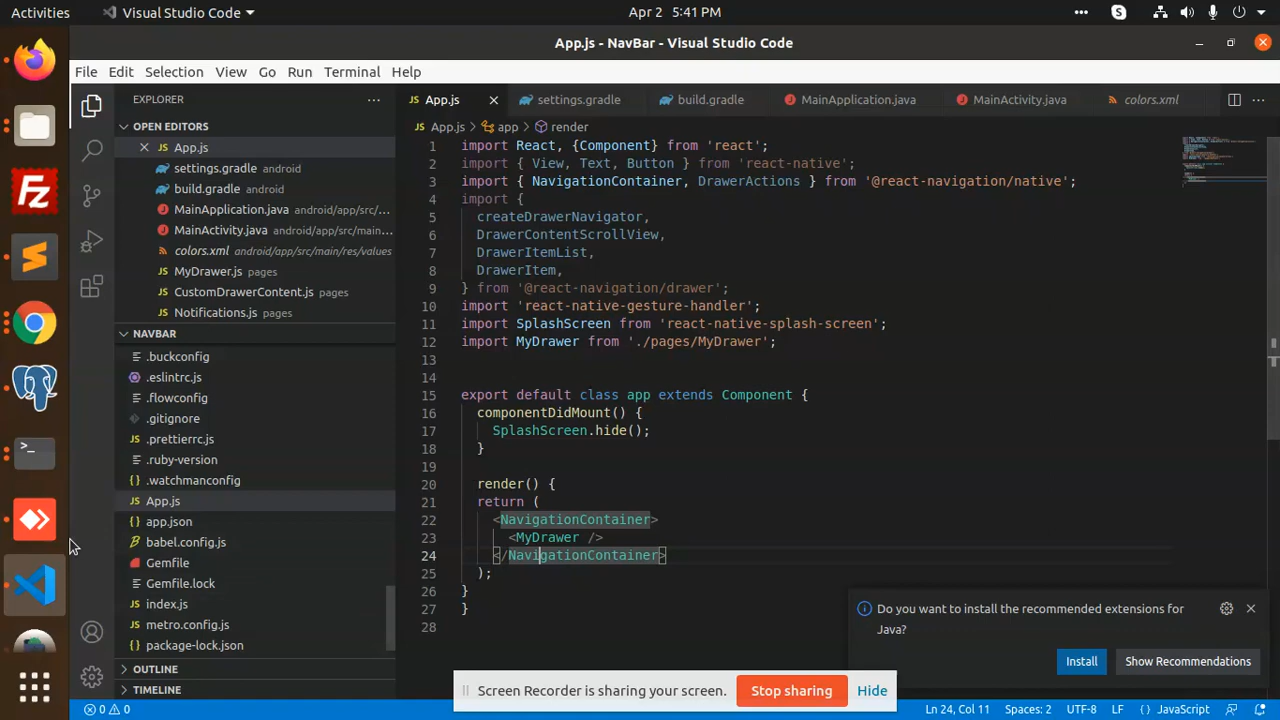 Activities
Visual Studio Code
Apr 2 5:41 PM
App.js - NavBar - Visual Studio Code
File Edit Selection View Go Run Terminal Help
EXPLORER
OPEN EDITORS
App.js
settings.gradle android
build.gradle android
MainApplication.java android/app/src/...
MainActivity.java android/app/src/main...
colors.xml android/app/src/main/res/values
MyDrawer.js pages
CustomDrawerContent.js pages
Notifications.js pages
NAVBAR
.buckconfig
.eslintrc.js
.flowconfig
.gitignore
.prettierrc.js
.ruby-version
.watchmanconfig
App.js
app.json
babel.config.js
Gemfile
Gemfile.lock
index.js
metro.config.js
package-lock.json
OUTLINE
TIMELINE
App.js settings.gradle build.gradle MainApplication.java MainActivity.java colors.xml
App.js > app > render
1 import React, {Component} from 'react';
2 import { View, Text, Button } from 'react-native';
3 import { NavigationContainer, DrawerActions } from '@react-navigation/native';
4 import {
5 createDrawerNavigator,
6 DrawerContentScrollView,
7 DrawerItemList,
8 DrawerItem,
9 } from '@react-navigation/drawer';
10 import 'react-native-gesture-handler';
11 import SplashScreen from 'react-native-splash-screen';
12 import MyDrawer from './pages/MyDrawer';
13
14
15 export default class app extends Component {
16 componentDidMount() {
17 SplashScreen.hide();
18 }
19
20 render() {
21 return (
22 <NavigationContainer>
23 <MyDrawer />
24 </NavigationContainer>
25 );
26 }
27 }
28
Do you want to install the recommended extensions for
Java?
Install
Show Recommendations
Screen Recorder is sharing your screen.
Stop sharing
Hide
0 0
Ln 24, Col 11 Spaces: 2 UTF-8 LF {} JavaScript